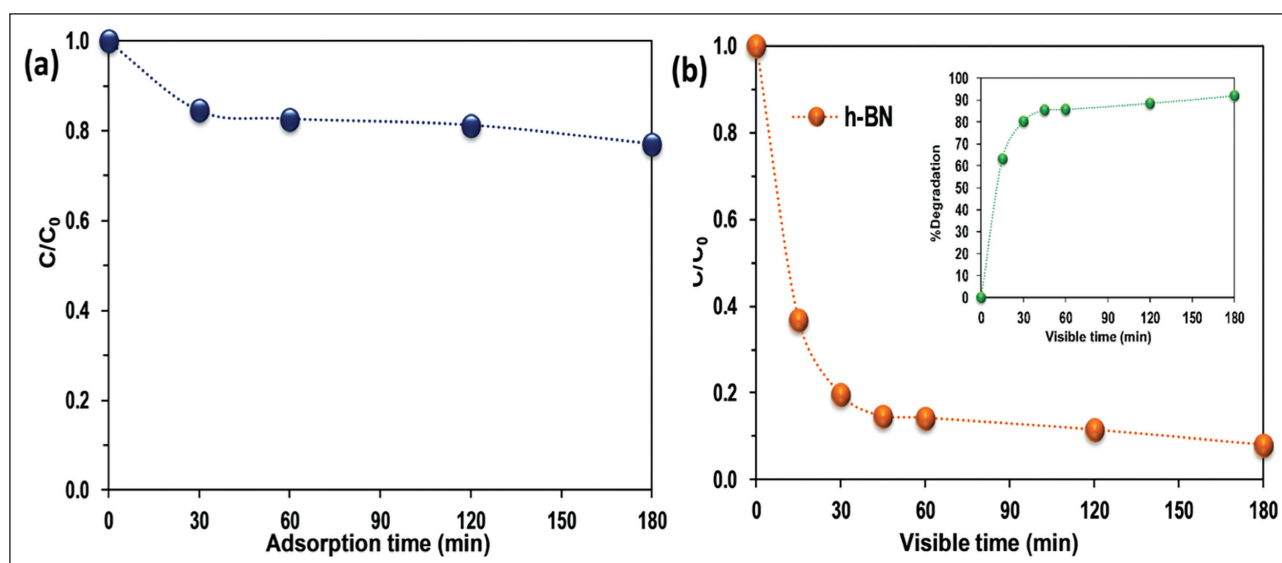 (a)
1.0
0.8
0.6
0.4
0.2
0.0
C/C0
0 30 60 90 120 150 180
Adsorption time (min)
(b)
1.0
0.8
0.6
0.4
0.2
0.0
C/C0
h-BN
100
90
80
70
60
50
40
30
20
10
0
%Degradation
0 30 60 90 120 150 180
Visible time (min)
0 30 60 90 120 150 180
Visible time (min)